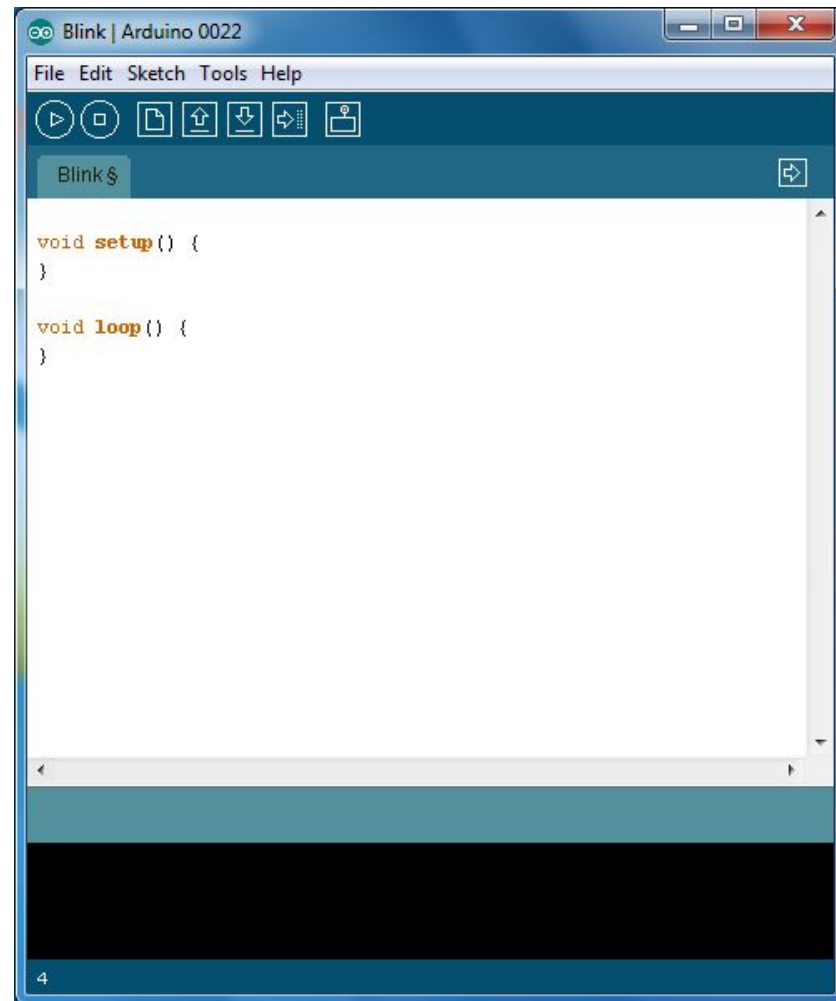 Blink | Arduino 0022
File Edit Sketch Tools Help
Blink §
void setup() {
}
void loop() {
}
4